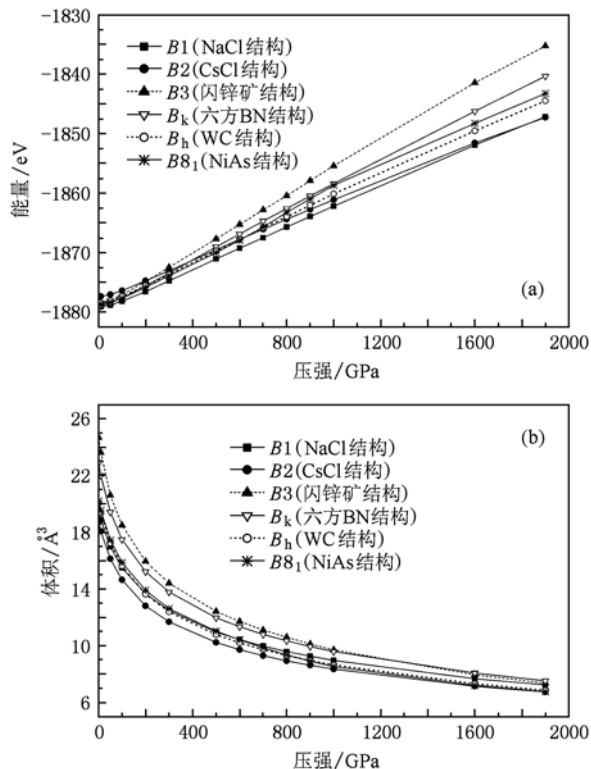 -1830
-1840
-1850
-1860
-1870
-1880
能量/eV
B1(NaCl结构)
B2(CsCl结构)
B3(闪锌矿结构)
Bk(六方BN结构)
Bh(WC结构)
B81(NiAs结构)
(a)
0 400 800 1200 1600 2000
压强/GPa
26
22
18
14
10
6
体积/Å3
(b)
B1(NaCl结构)
B2(CsCl结构)
B3(闪锌矿结构)
Bk(六方BN结构)
Bh(WC结构)
B81(NiAs结构)
0 400 800 1200 1600 2000
压强/GPa